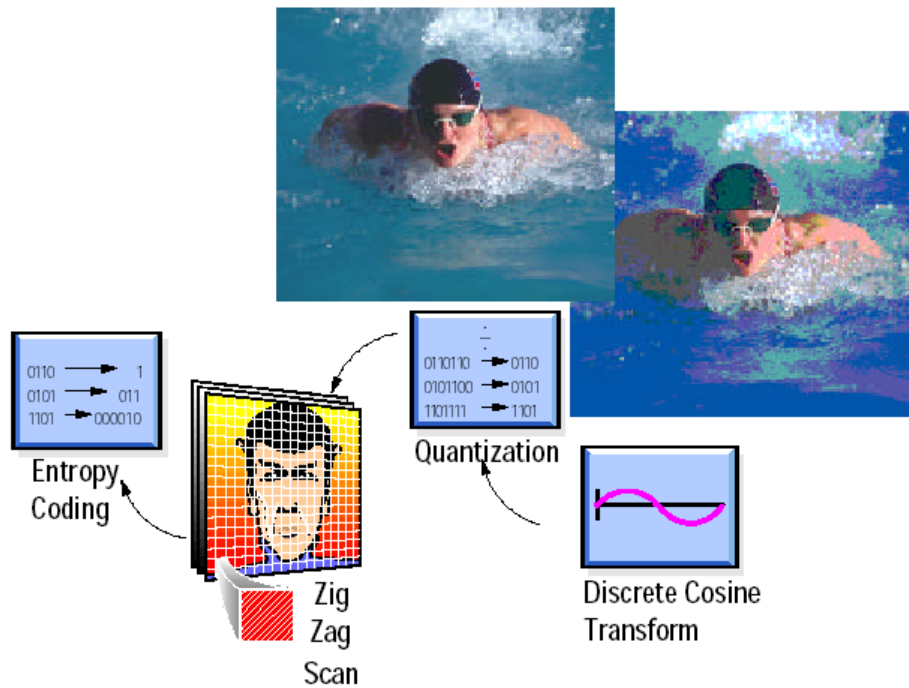 0110 1
0101 011
1101 000010
Entropy
Coding
0110110 0110
0101100 0101
1101111 1101
Quantization
Zig
Zag
Scan
Discrete Cosine
Transform